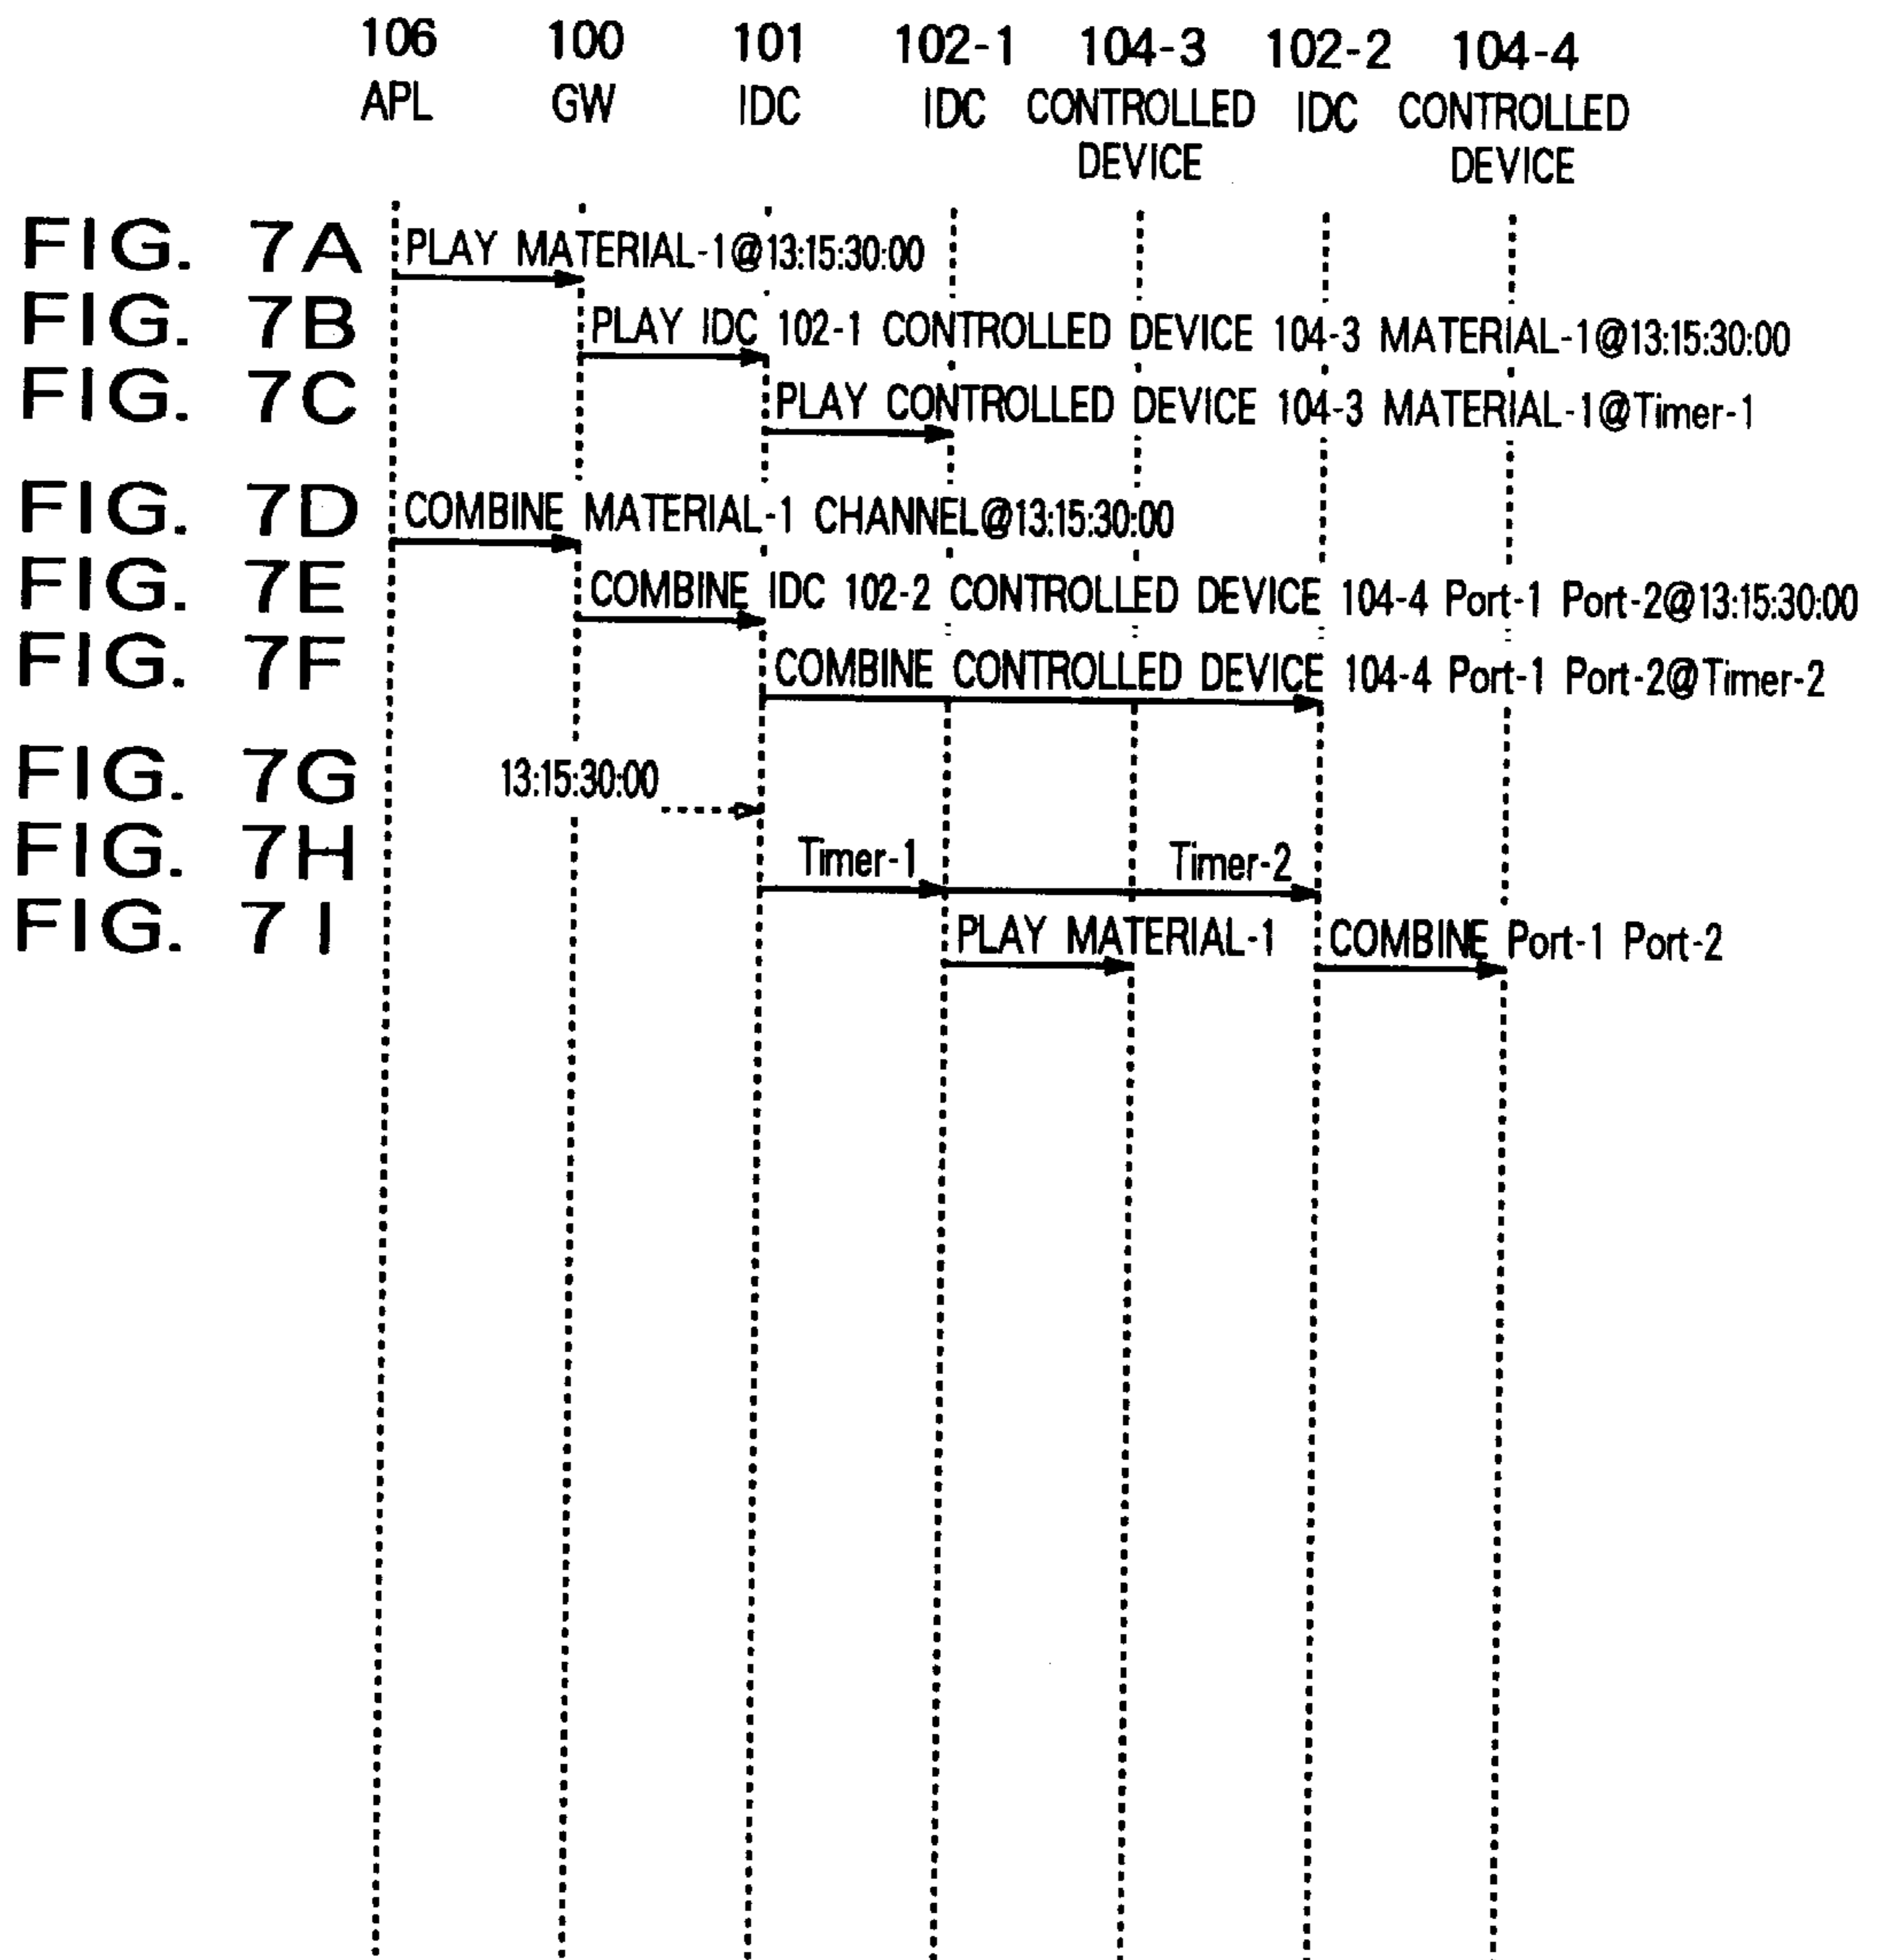 106 100 101 102-1 104-3 102-2 104-4
APL GW IDC IDC CONTROLLED IDC CONTROLLED
DEVICE DEVICE
FIG. 7A PLAY MATERIAL-1@13:15:30:00
FIG. 7B PLAY IDC 102-1 CONTROLLED DEVICE 104-3 MATERIAL-1@13:15:30:00
FIG. 7C PLAY CONTROLLED DEVICE 104-3 MATERIAL-1@Timer-1
FIG. 7D COMBINE MATERIAL-1 CHANNEL@13:15:30:00
FIG. 7E COMBINE IDC 102-2 CONTROLLED DEVICE 104-4 Port-1 Port-2@13:15:30:00
FIG. 7F COMBINE CONTROLLED DEVICE 104-4 Port-1 Port-2@Timer-2
FIG. 7G 13:15:30:00
FIG. 7H Timer-1 Timer-2
FIG. 7I PLAY MATERIAL-1 COMBINE Port-1 Port-2